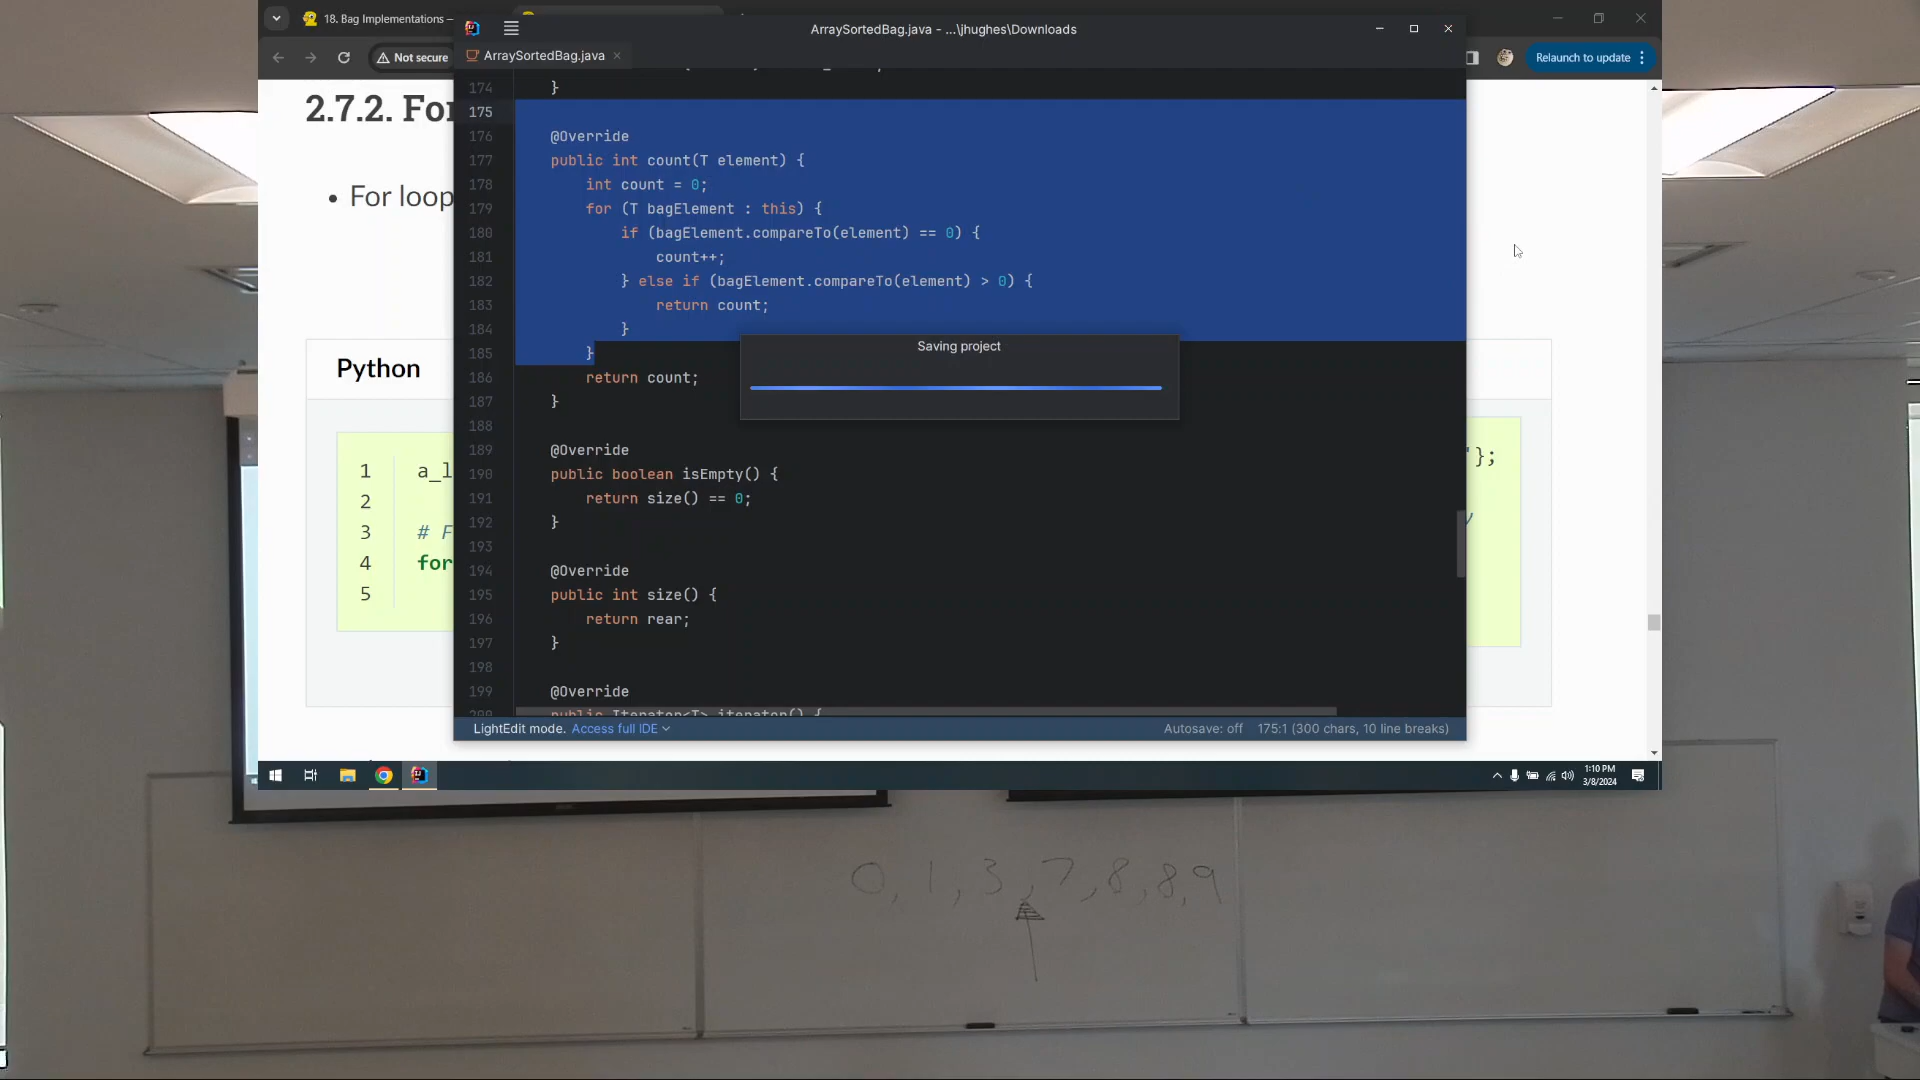 18. Bag Implementations —
ArraySortedBag.java - ...\jhughes\Downloads
Not secure
ArraySortedBag.java
Relaunch to update
2.7.2. For
For loop
Python
1 a_l
2
3 # F
4 for
5
"};
174 }
175
176 @Override
177 public int count(T element) {
178 int count = 0;
179 for (T bagElement : this) {
180 if (bagElement.compareTo(element) == 0) {
181 count++;
182 } else if (bagElement.compareTo(element) > 0) {
183 return count;
184 }
185 }
186 return count;
187 }
188
189 @Override
190 public boolean isEmpty() {
191 return size() == 0;
192 }
193
194 @Override
195 public int size() {
196 return rear;
197 }
198
199 @Override
200 public Iterator<T> iterator() {
Saving project
LightEdit mode. Access full IDE
Autosave: off 175:1 (300 chars, 10 line breaks)
1:10 PM
3/8/2024
0, 1, 3, 7, 8, 8, 9